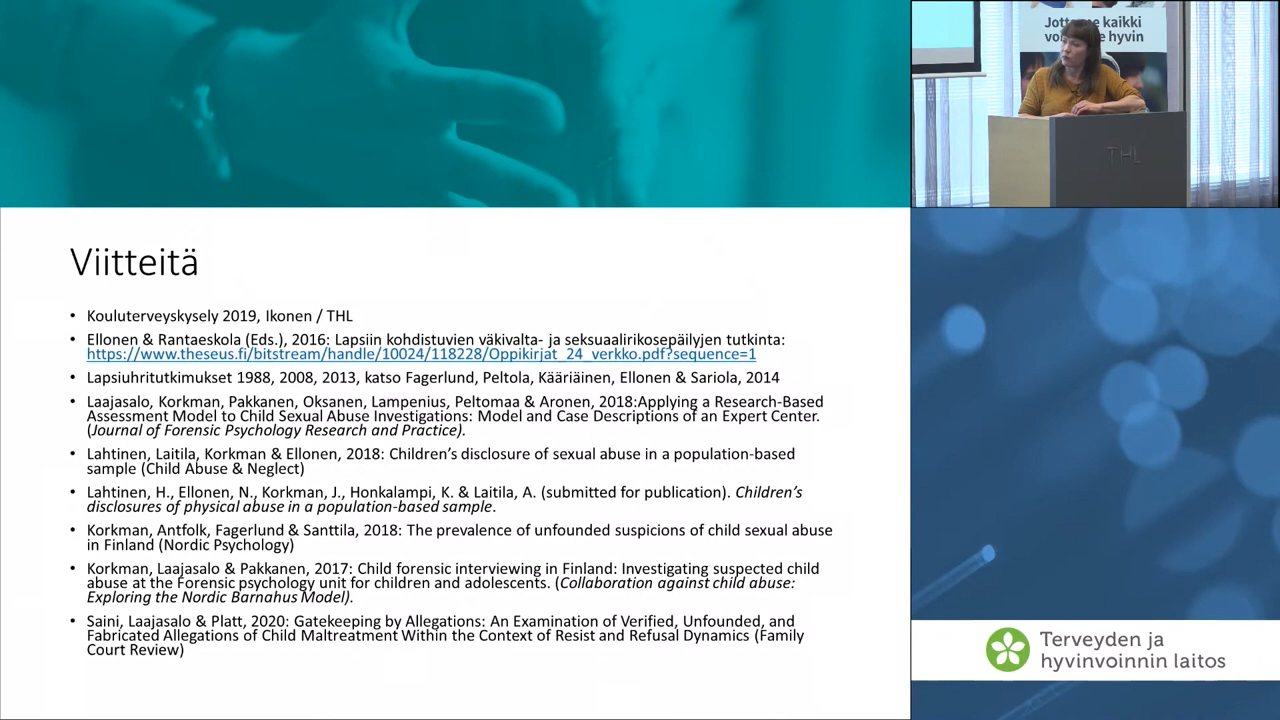 Jotta me kaikki
hyvin
THL
Viitteitä
• Kouluterveyskysely 2019, Ikonen / THL
• Ellonen & Rantaeskola (Eds.), 2016: Lapsiin kohdistuvien väkivalta- ja seksuaalirikosepäilyjen tutkinta:
https://www.theseus.fi/bitstream/handle/10024/118228/Oppikirjat_24_verkko.pdf?sequence=1
• Lapsiuhritutkimukset 1988, 2008, 2013, katso Fagerlund, Peltola, Kääriäinen, Ellonen & Sariola, 2014
• Laajasalo, Korkman, Pakkanen, Oksanen, Lampenius, Peltomaa & Aronen, 2018:Applying a Research-Based
Assessment Model to Child Sexual Abuse Investigations: Model and Case Descriptions of an Expert Center.
(Journal of Forensic Psychology Research and Practice).
• Lahtinen, Laitila, Korkman & Ellonen, 2018: Children’s disclosure of sexual abuse in a population-based
sample (Child Abuse & Neglect)
• Lahtinen, H., Ellonen, N., Korkman, J., Honkalampi, K. & Laitila, A. (submitted for publication). Children’s
disclosures of physical abuse in a population-based sample.
• Korkman, Antfolk, Fagerlund & Santtila, 2018: The prevalence of unfounded suspicions of child sexual abuse
in Finland (Nordic Psychology)
• Korkman, Laajasalo & Pakkanen, 2017: Child forensic interviewing in Finland: Investigating suspected child
abuse at the Forensic psychology unit for children and adolescents. (Collaboration against child abuse:
Exploring the Nordic Barnahus Model).
• Saini, Laajasalo & Platt, 2020: Gatekeeping by Allegations: An Examination of Verified, Unfounded, and
Fabricated Allegations of Child Maltreatment Within the Context of Resist and Refusal Dynamics (Family
Court Review)
Terveyden ja
hyvinvoinnin laitos